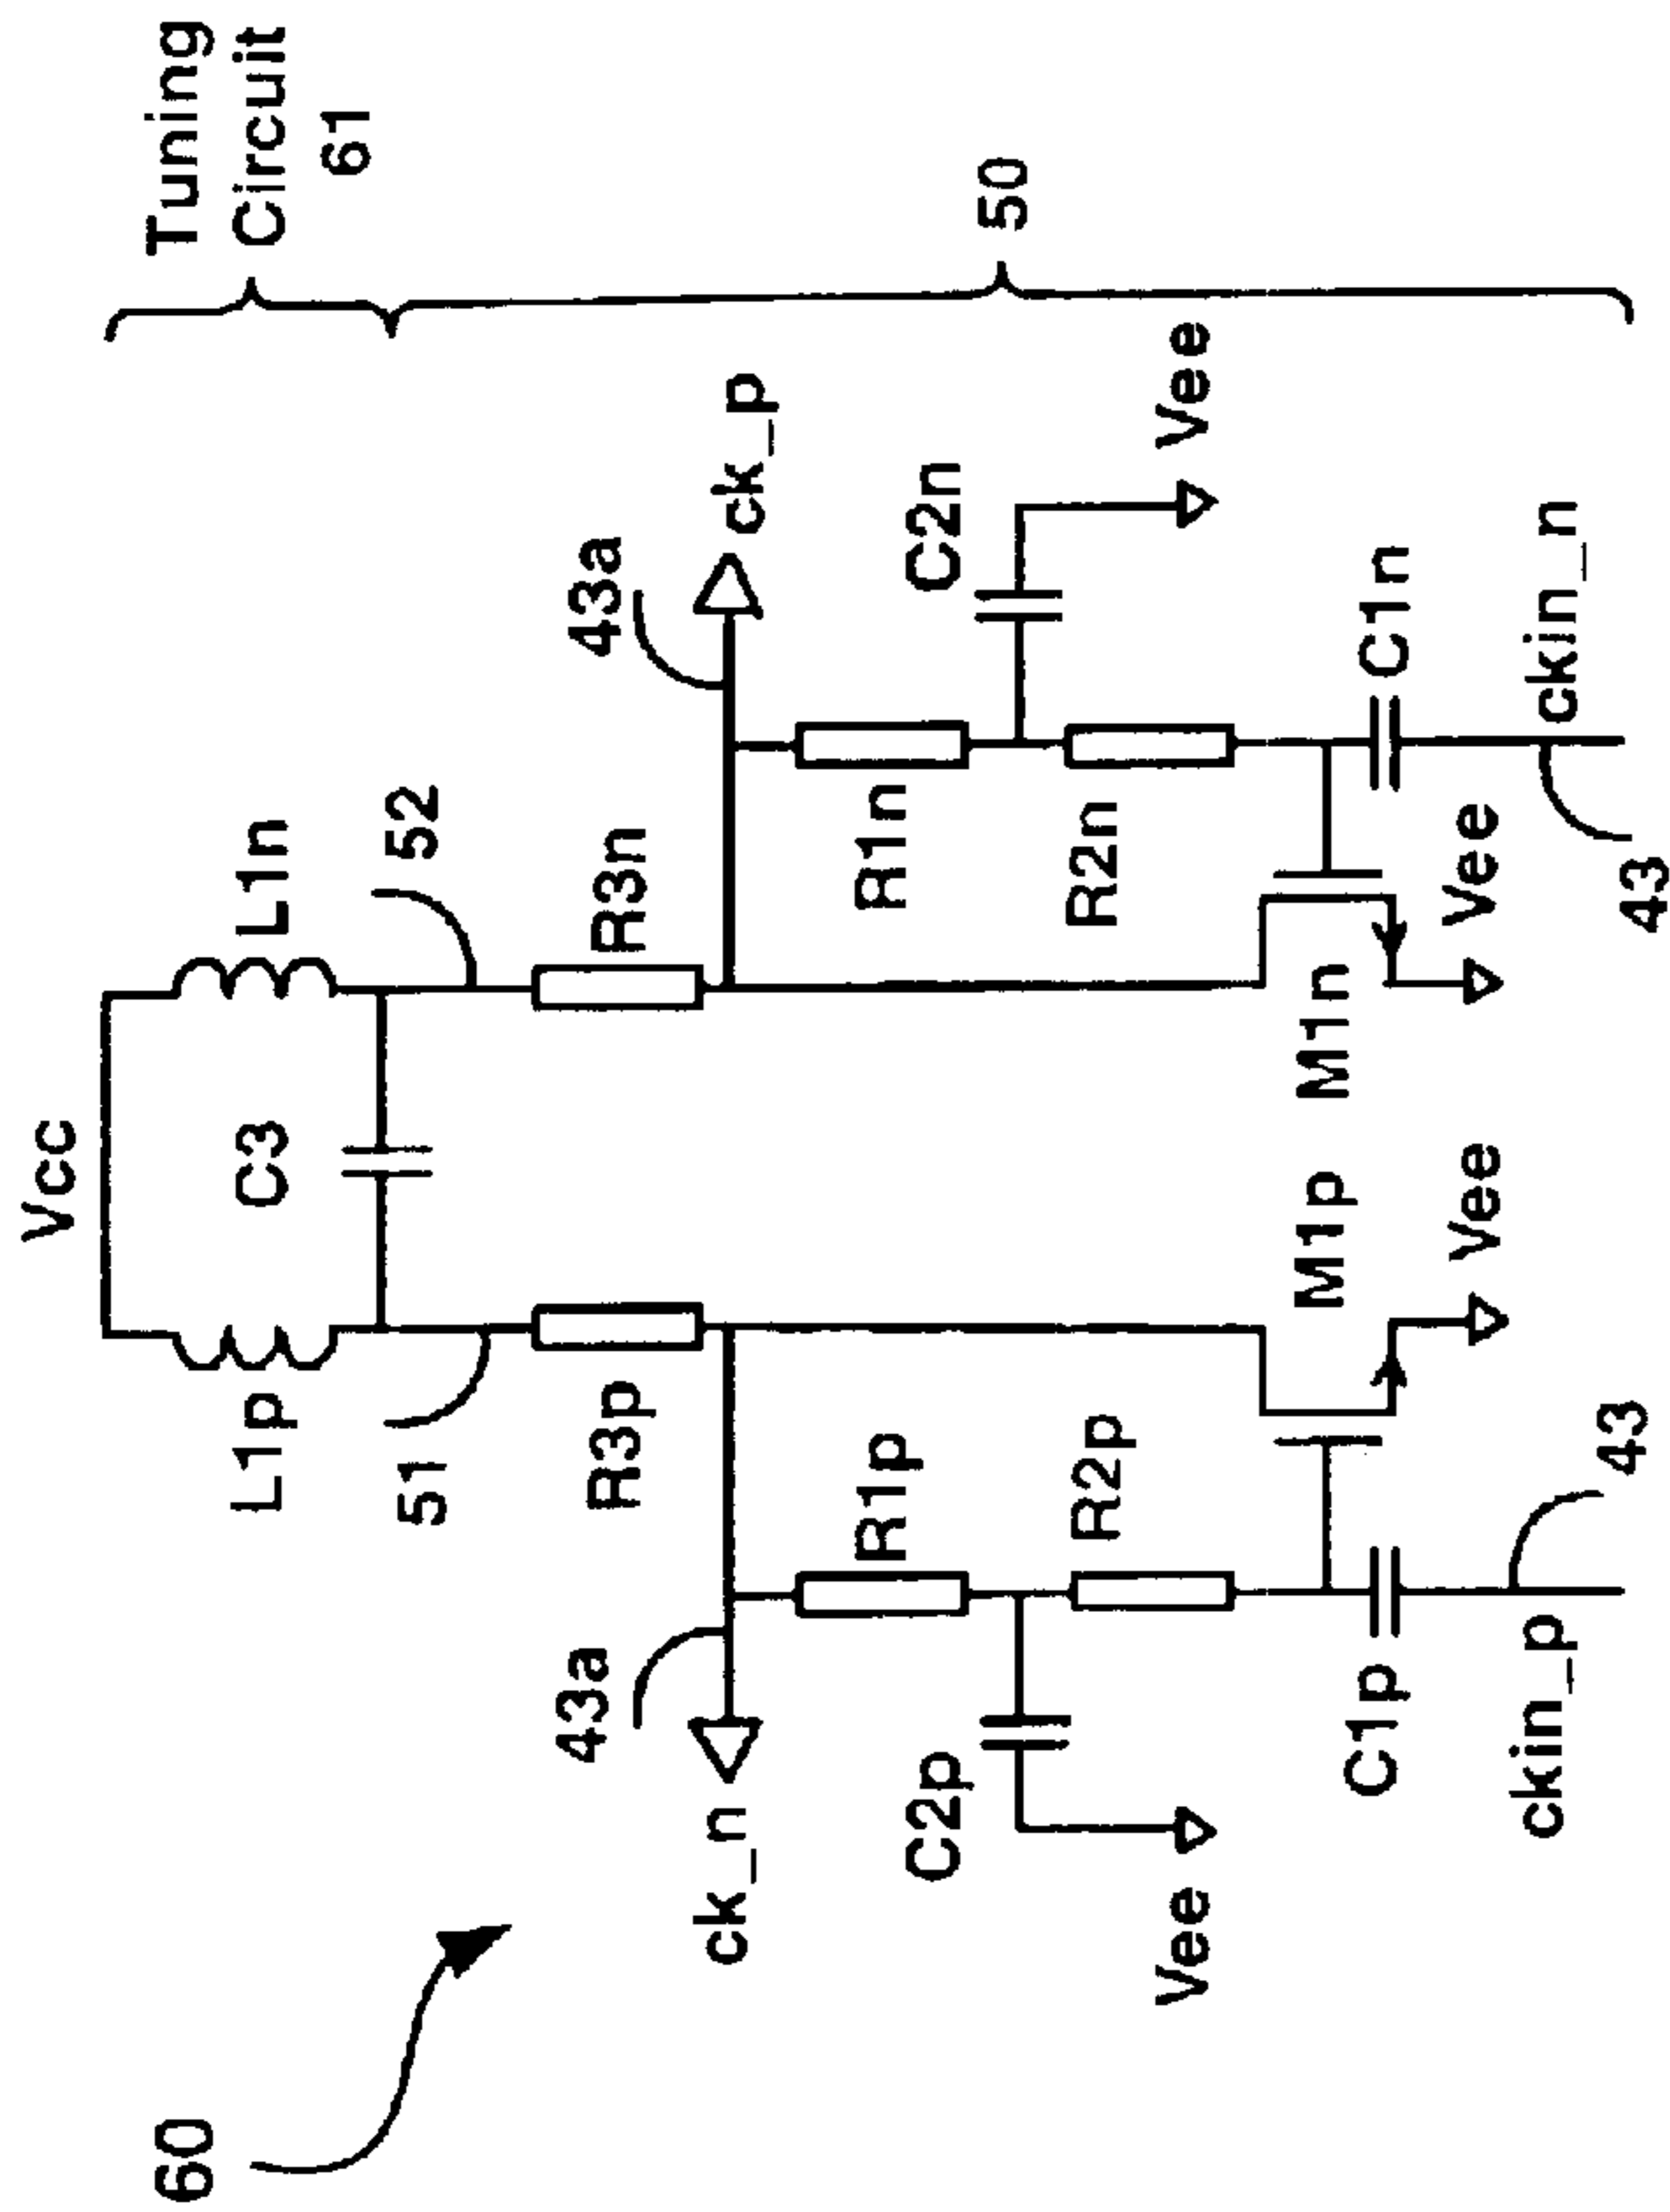 Tuning
Circuit
61
50
Vcc
L1p
C3
L1n
51
52
R3p
R3n
43a
43a
ck_n
ck_p
R1p
R1n
C2p
C2n
R2p
R2n
Vee
Vee
M1p
M1n
C1p
C1n
Vee
Vee
ckin_p
ckin_n
43
43
60